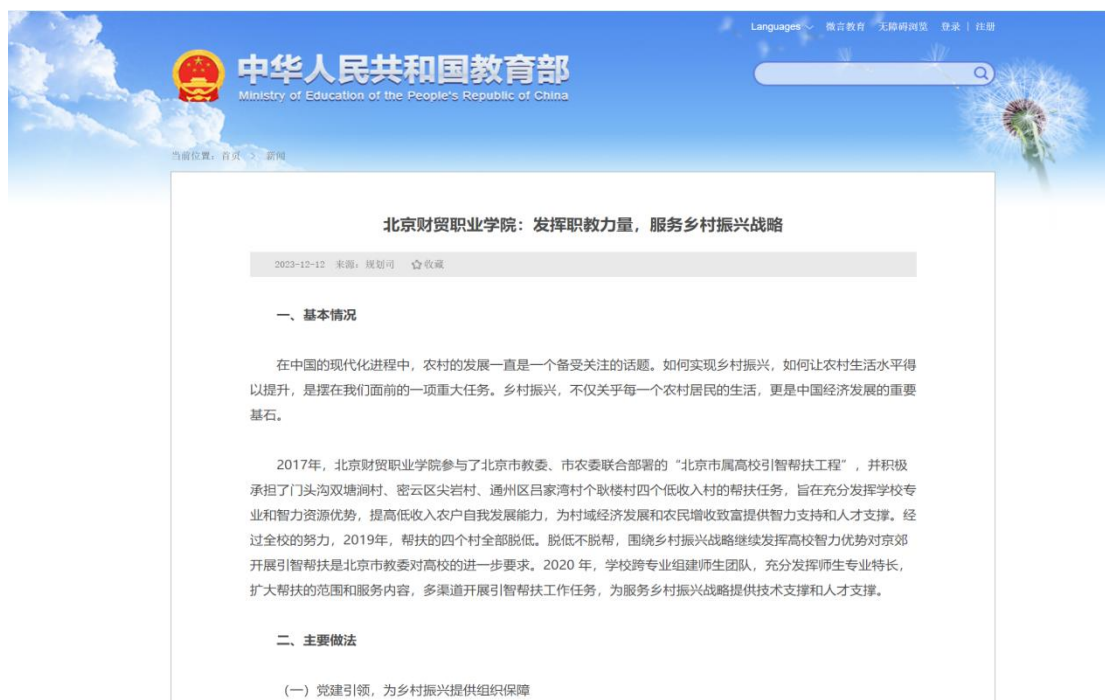 Languages 微言教育 无障碍浏览 登录 | 注册
中华人民共和国教育部
Ministry of Education of the People's Republic of China
当前位置：首页 > 新闻
北京财贸职业学院：发挥职教力量，服务乡村振兴战略
2023-12-12 来源：规划司 收藏
一、基本情况
在中国的现代化进程中，农村的发展一直是一个备受关注的话题。如何实现乡村振兴，如何让农村生活水平得
以提升，是摆在我们面前的一项重大任务。乡村振兴，不仅关乎每一个农村居民的生活，更是中国经济发展的重要
基石。
2017年，北京财贸职业学院参与了北京市教委、市农委联合部署的“北京市属高校引智帮扶工程”，并积极
承担了门头沟双塘涧村、密云区尖岩村、通州区吕家湾村个耿楼村四个低收入村的帮扶任务，旨在充分发挥学校专
业和智力资源优势，提高低收入农户自我发展能力，为村域经济发展和农民增收致富提供智力支持和人才支撑。经
过全校的努力，2019年，帮扶的四个村全部脱低。脱低不脱帮，围绕乡村振兴战略继续发挥高校智力优势对京郊
开展引智帮扶是北京市教委对高校的进一步要求。2020 年，学校跨专业组建师生团队，充分发挥师生专业特长，
扩大帮扶的范围和服务内容，多渠道开展引智帮扶工作任务，为服务乡村振兴战略提供技术支撑和人才支撑。
二、主要做法
（一）党建引领，为乡村振兴提供组织保障